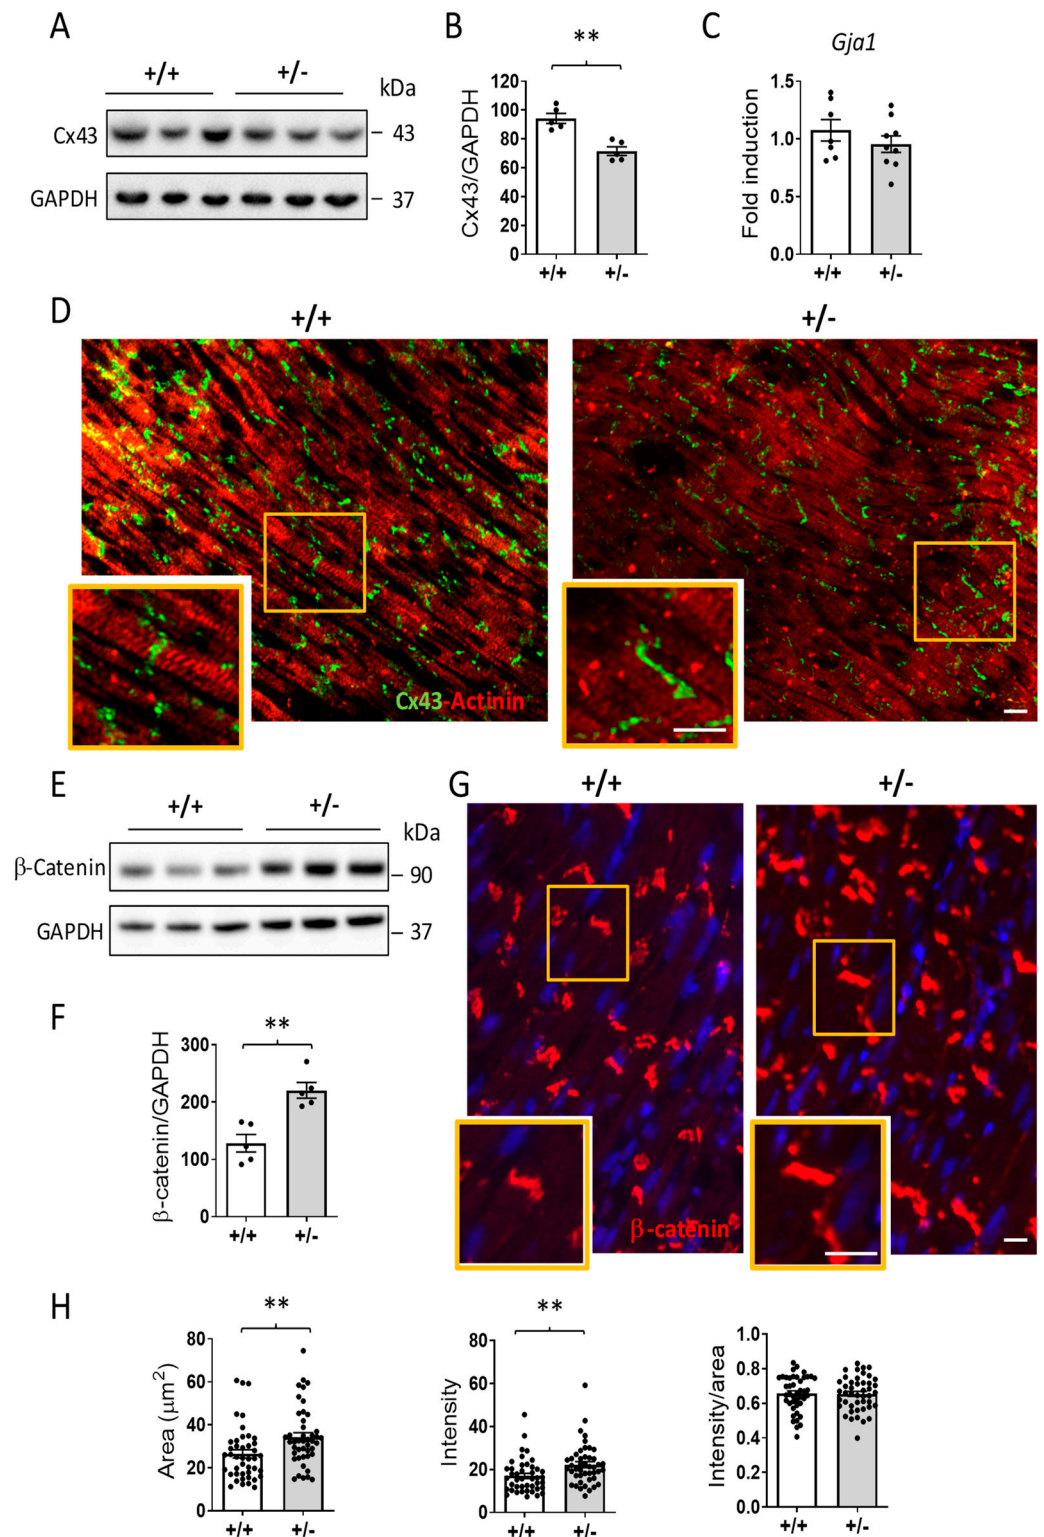 A
+/+ +/- kDa
Cx43 – 43
GAPDH – 37
B
**
Cx43/GAPDH
120
100
80
60
40
20
0
+/+ +/-
C
Gja1
Fold induction
1.5
1.0
0.5
0.0
+/+ +/-
D
+/+ +/-
Cx43-Actinin
E
+/+ +/- kDa
β-Catenin – 90
GAPDH – 37
F
**
β-catenin/GAPDH
300
200
100
0
+/+ +/-
G
+/+ +/-
β-catenin
H
**
Area (µm²)
80
60
40
20
0
+/+ +/-
**
Intensity
80
60
40
20
0
+/+ +/-
Intensity/area
1.0
0.8
0.6
0.4
0.2
0.0
+/+ +/-